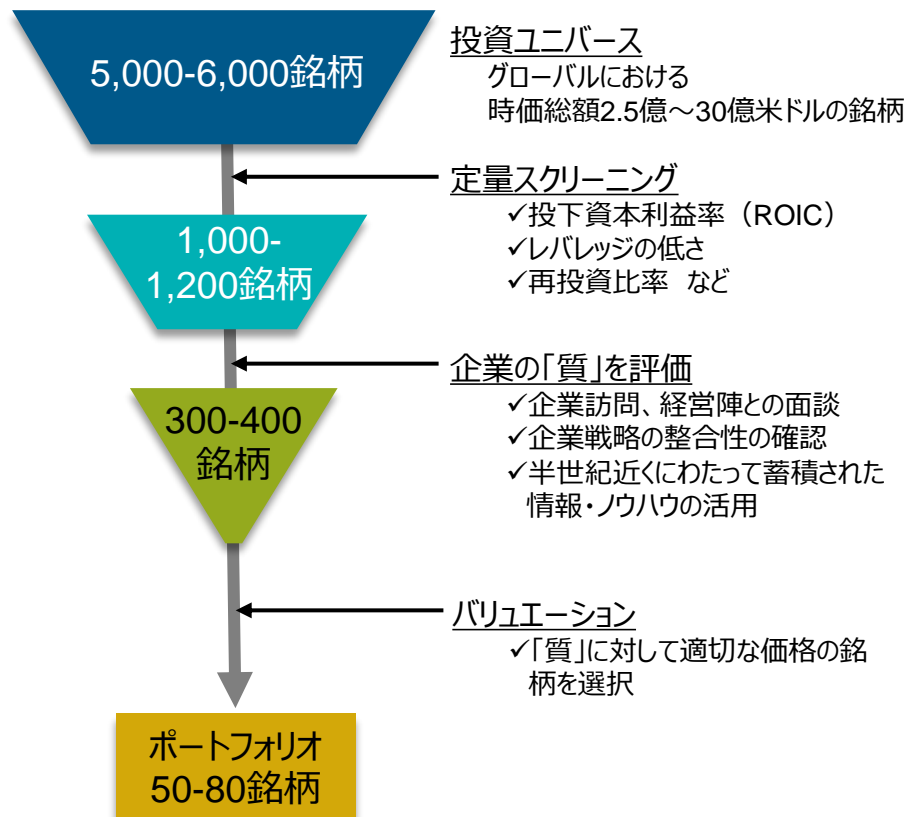 5,000-6,000銘柄
投資ユニバース
グローバルにおける
時価総額2.5億～30億米ドルの銘柄
定量スクリーニング
✓投下資本利益率（ROIC）
✓レバレッジの低さ
✓再投資比率 など
1,000-
1,200銘柄
企業の「質」を評価
✓企業訪問、経営陣との面談
✓企業戦略の整合性の確認
✓半世紀近くにわたって蓄積された
情報・ノウハウの活用
300-400
銘柄
バリュエーション
✓「質」に対して適切な価格の銘
柄を選択
ポートフォリオ
50-80銘柄